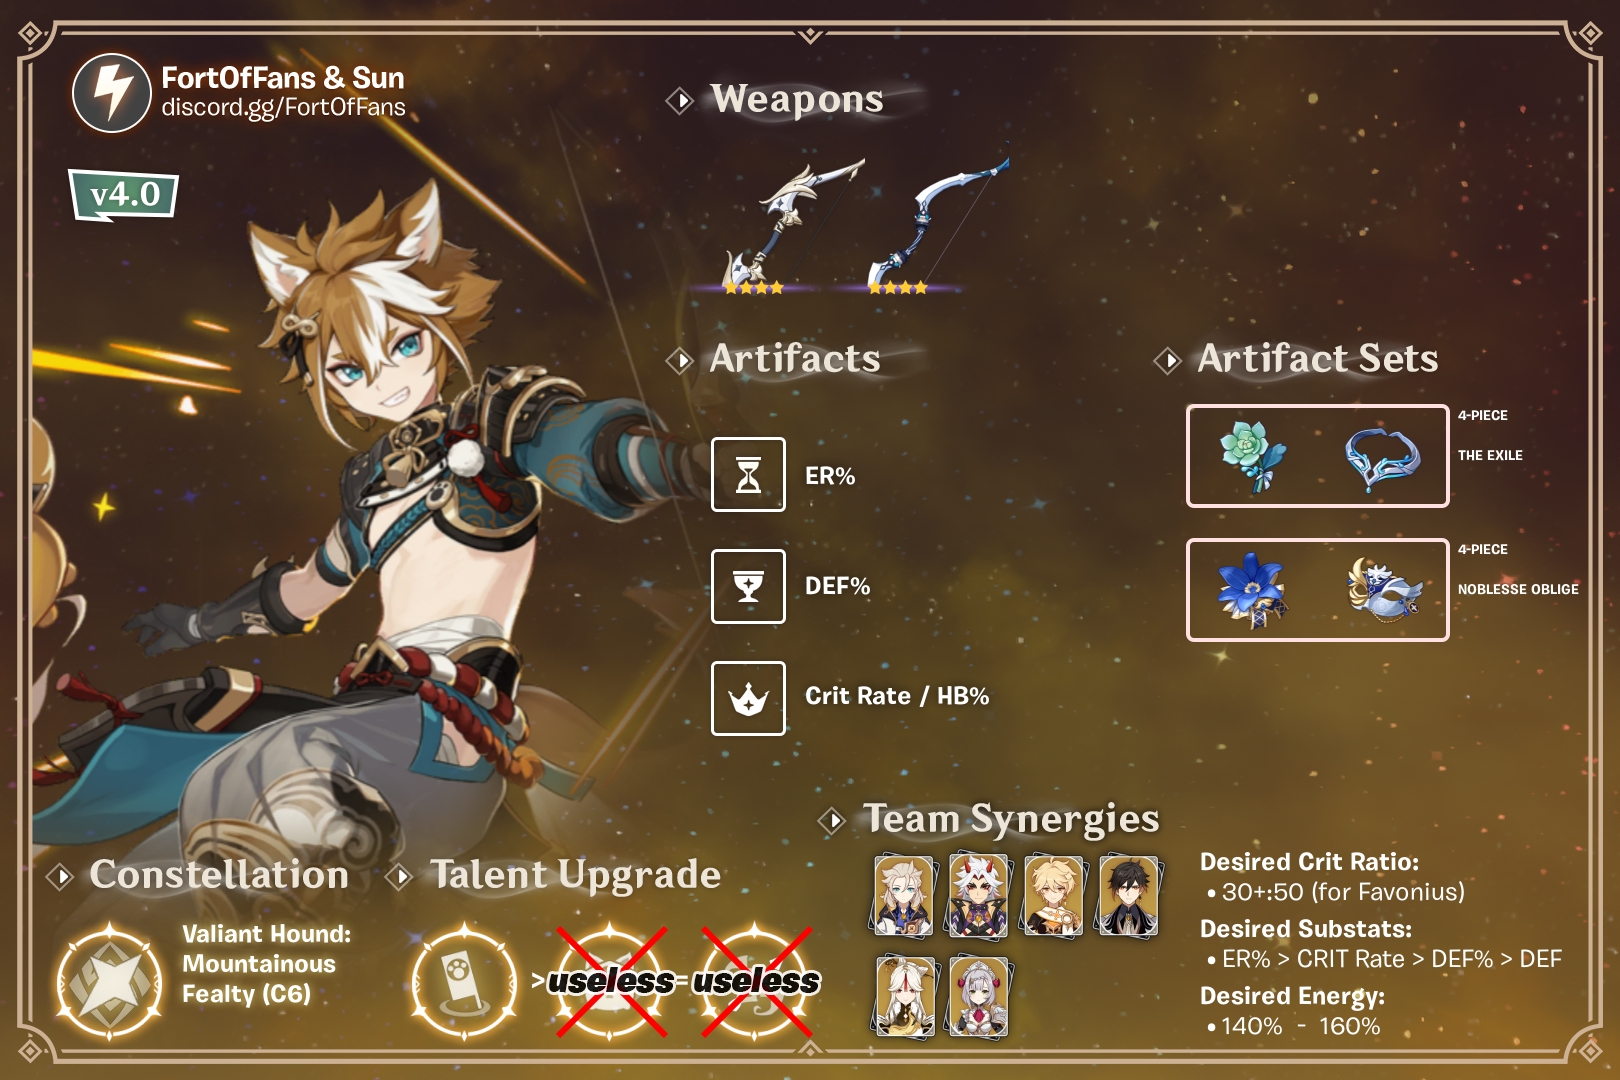 FortOfFans & Sun
discord.gg/FortOfFans
v4.0
Weapons
Artifacts
ER%
DEF%
Crit Rate / HB%
Artifact Sets
4-PIECE
THE EXILE
4-PIECE
NOBLESSE OBLIGE
Constellation
Valiant Hound:
Mountainous
Fealty (C6)
Talent Upgrade
> useless = useless
Team Synergies
Desired Crit Ratio:
• 30+:50 (for Favonius)
Desired Substats:
• ER% > CRIT Rate > DEF% > DEF
Desired Energy:
• 140% - 160%